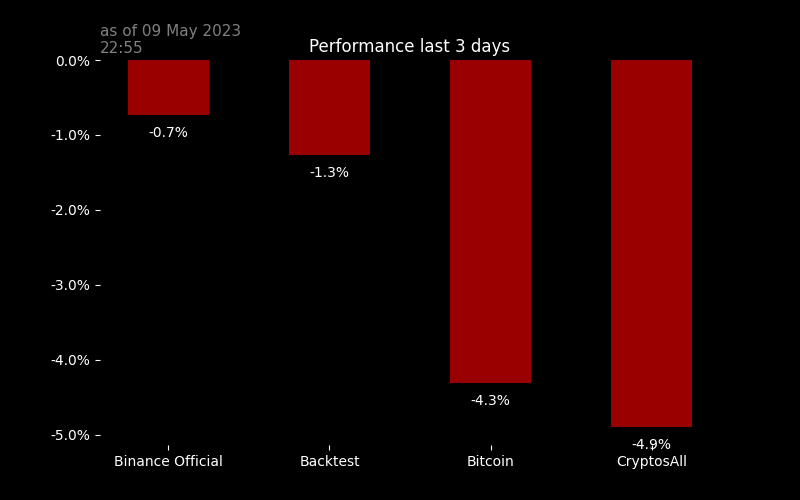 as of 09 May 2023
22:55
Performance last 3 days
0.0%
-1.0%
-2.0%
-3.0%
-4.0%
-5.0%
-0.7%
-1.3%
-4.3%
-4.9%
Binance Official
Backtest
Bitcoin
CryptosAll